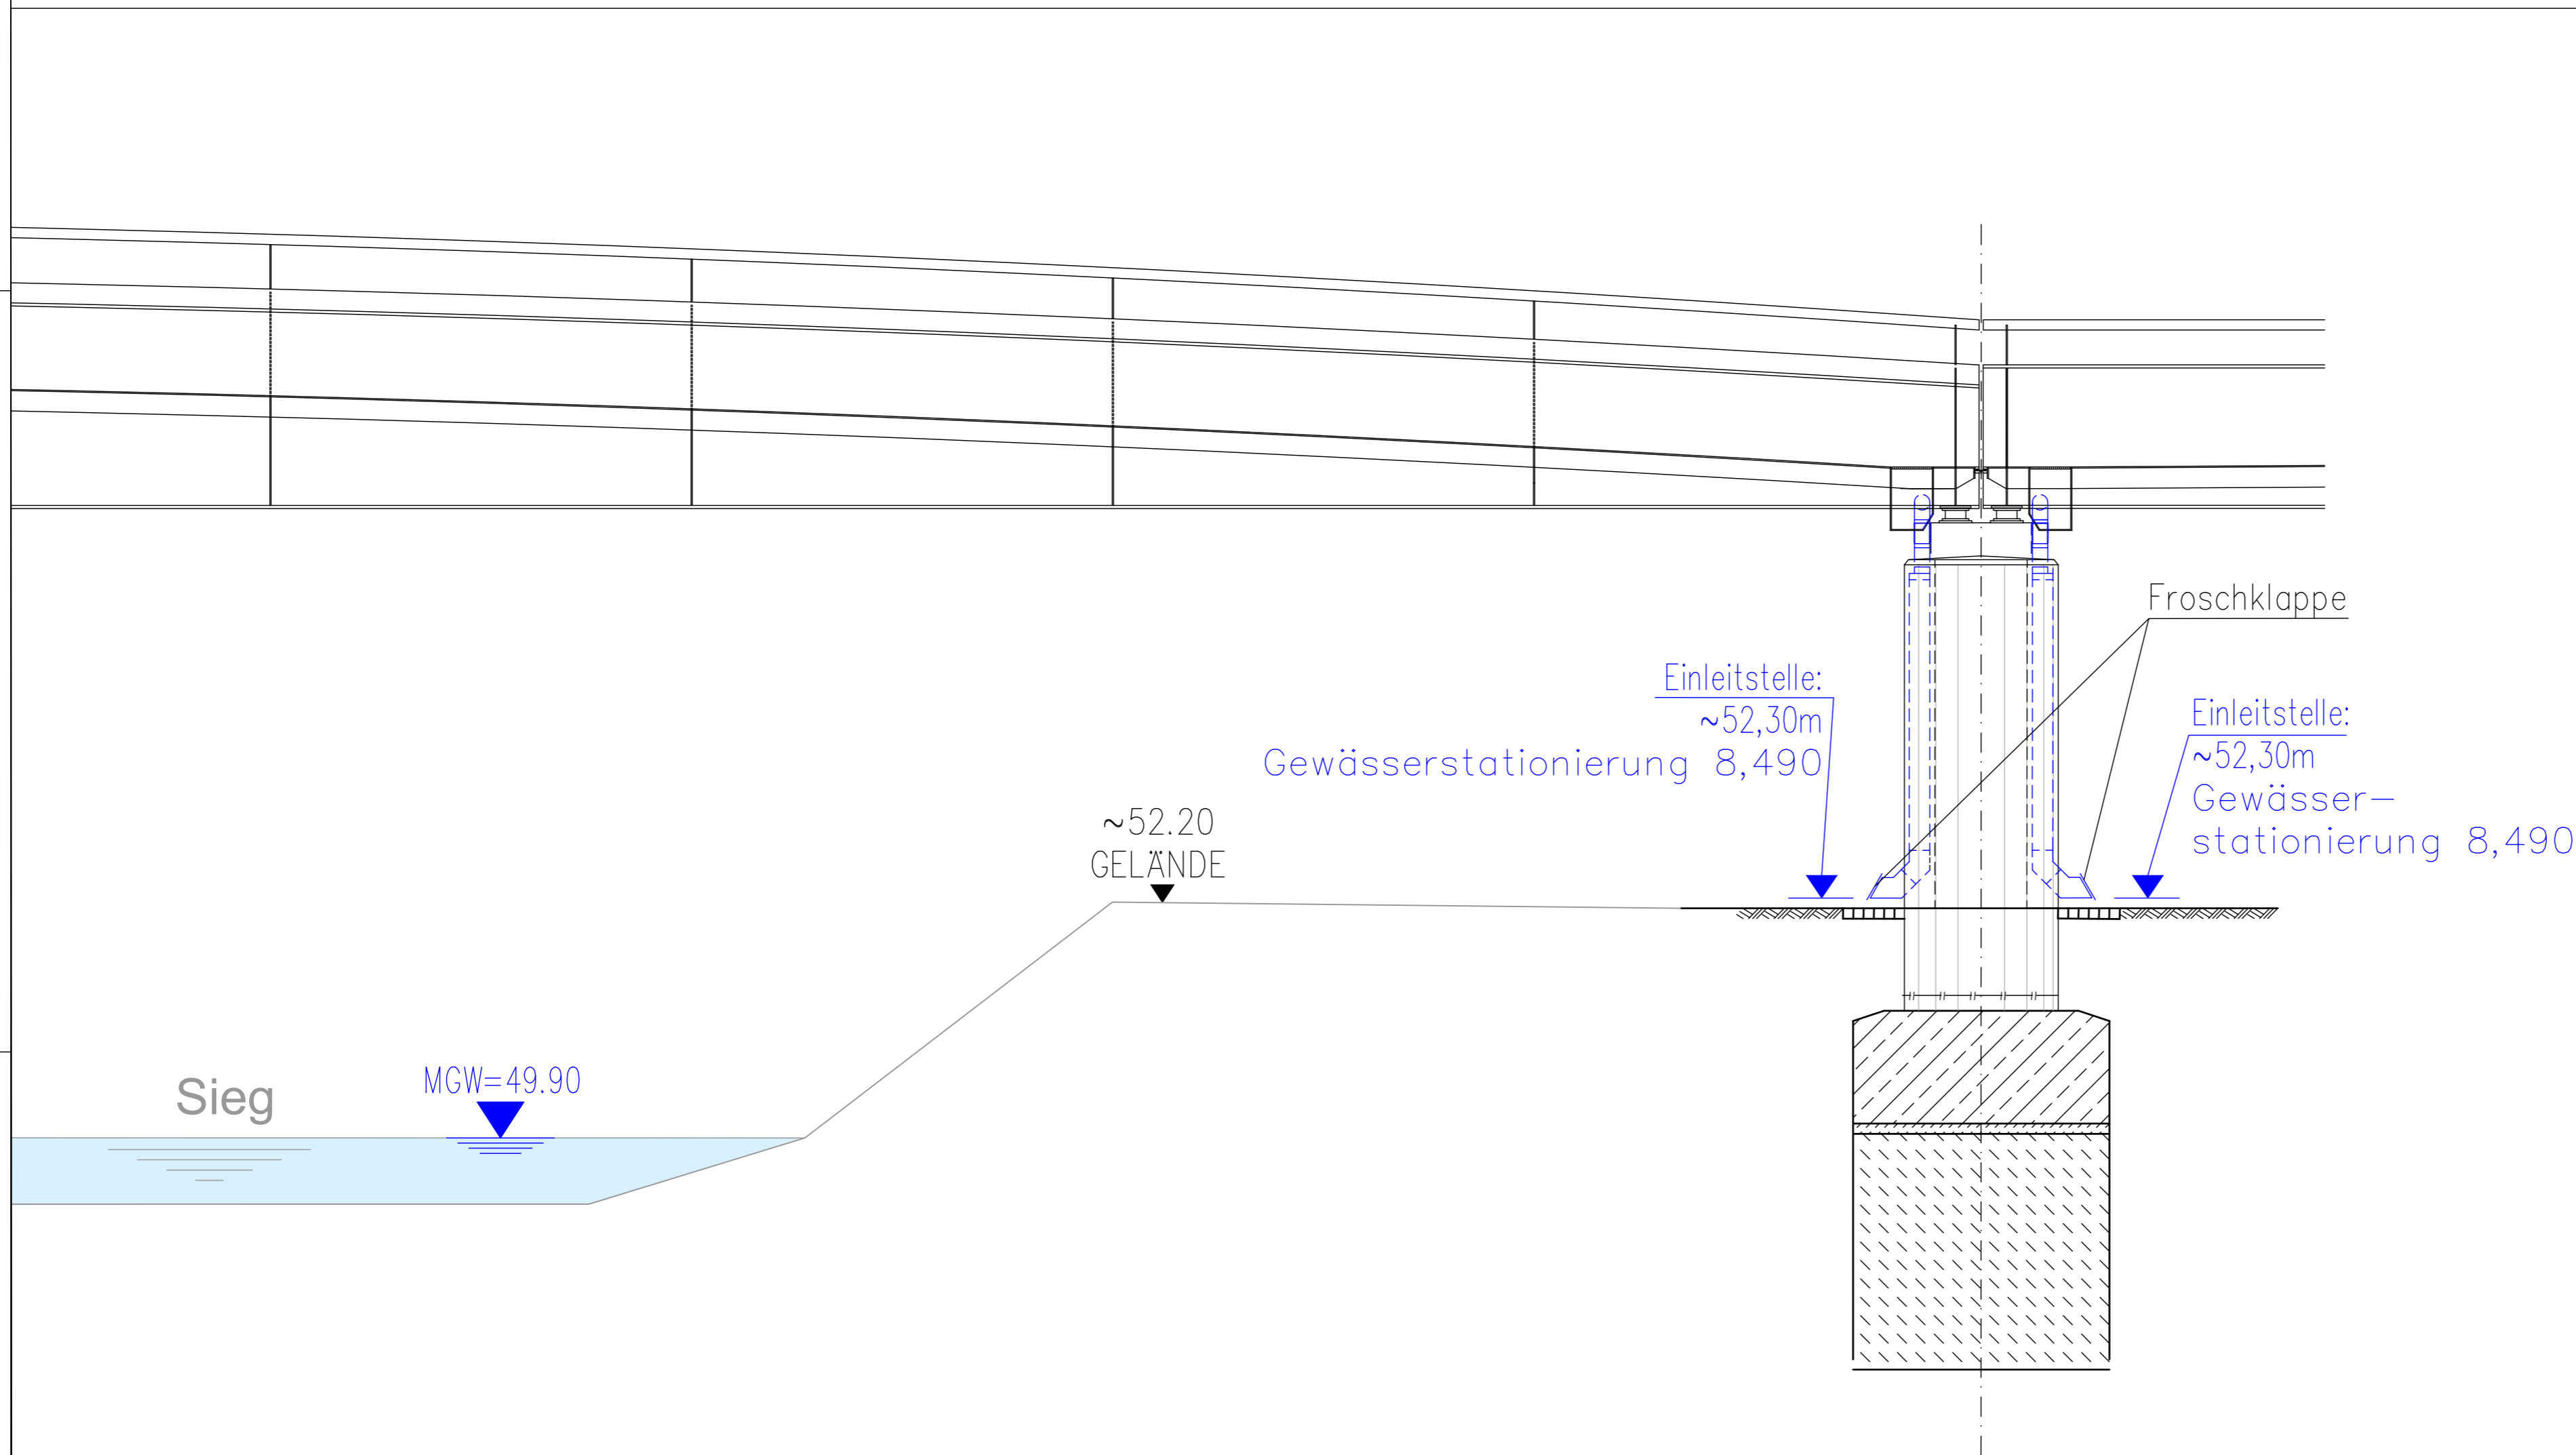 Froschklappe
Einleitstelle:
~52,30m
Gewässerstationierung 8,490
Einleitstelle:
~52,30m
Gewässer–
stationierung 8,490
~52.20
GELÄNDE
Sieg
MGW=49.90